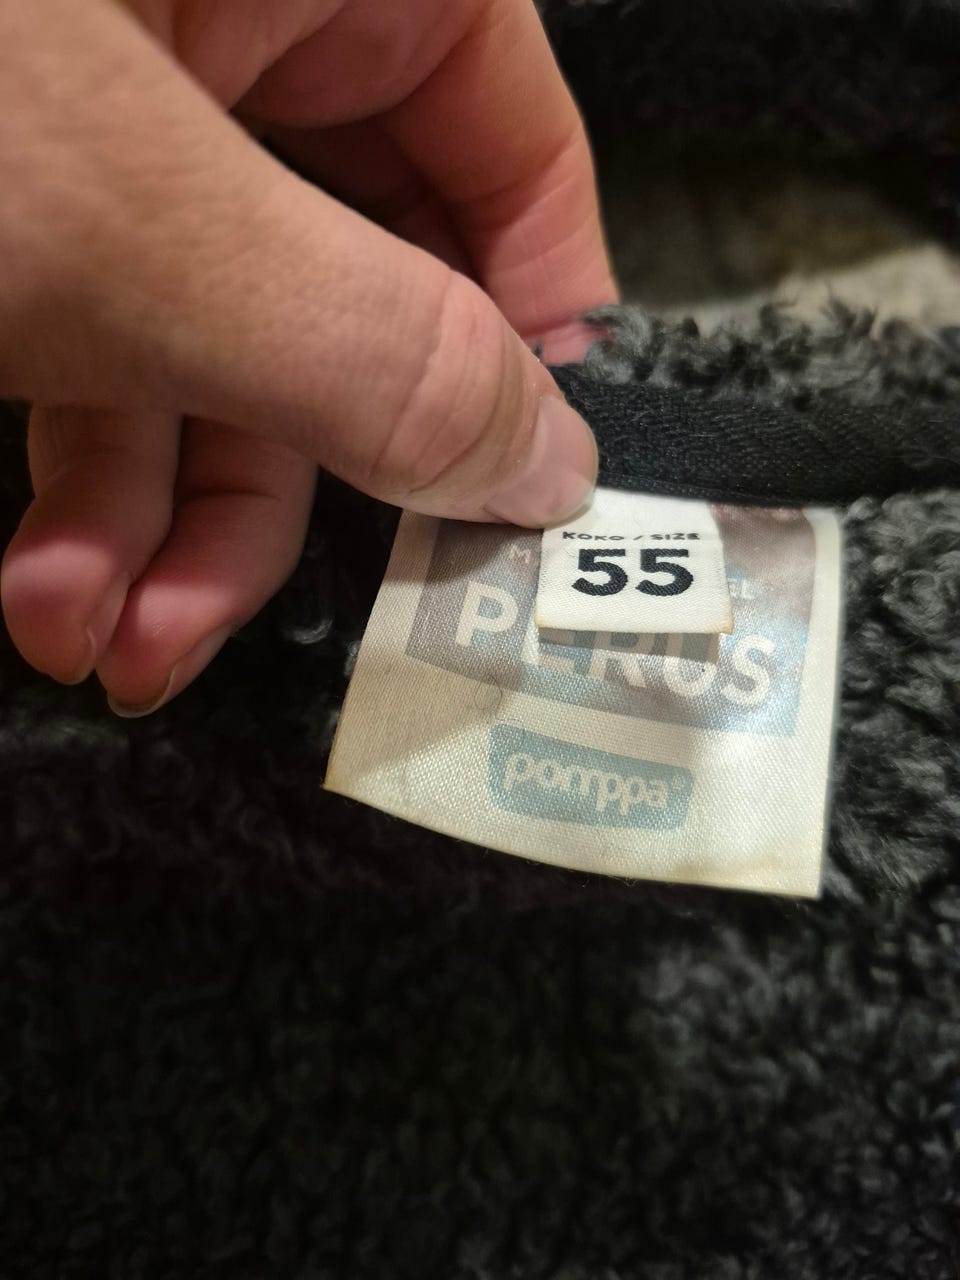 KOKO / SIZE
55
PERUS
pomppa®